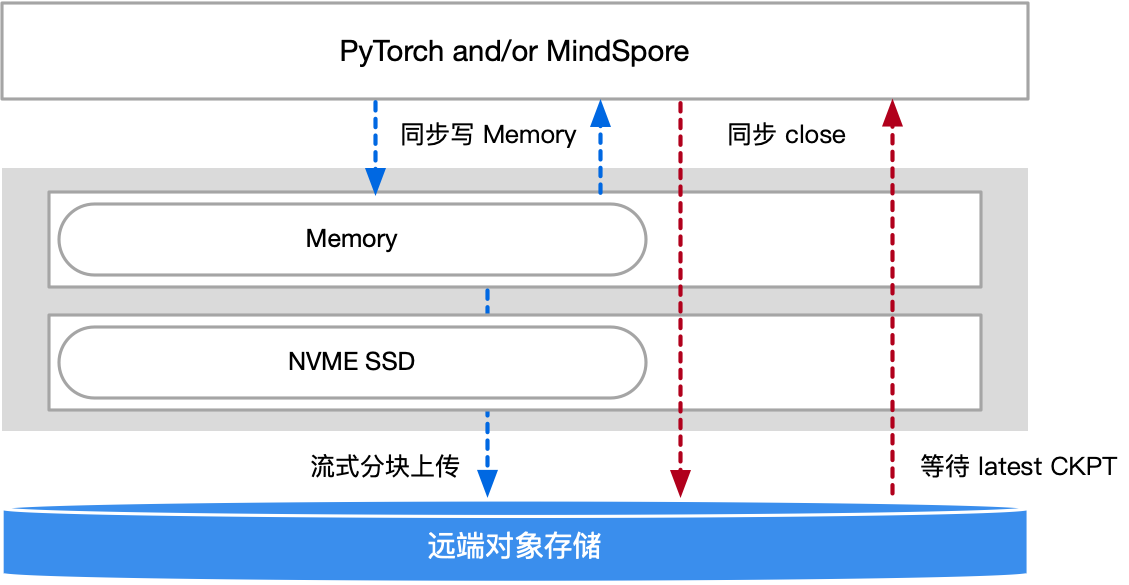 PyTorch and/or MindSpore
同步写 Memory
同步 close
Memory
NVME SSD
流式分块上传
等待 latest CKPT
远端对象存储